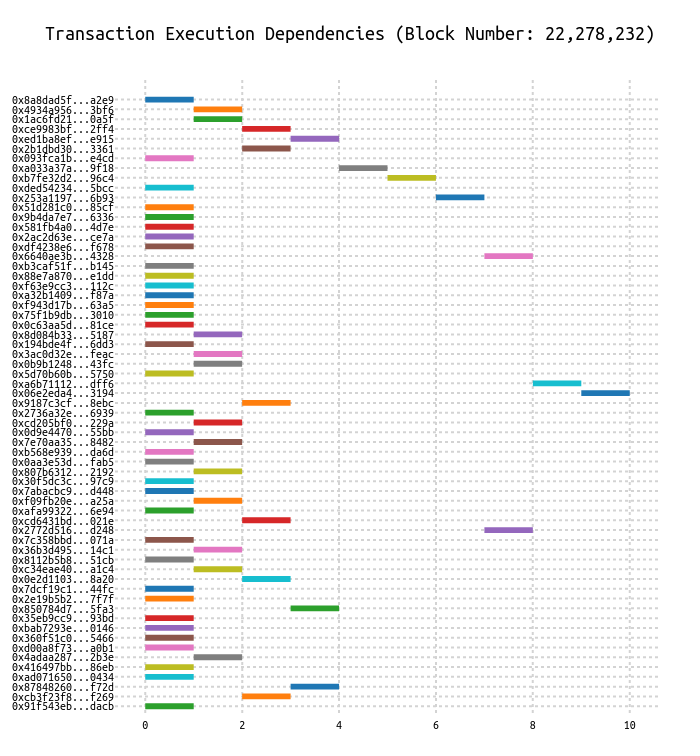 Transaction Execution Dependencies (Block Number: 22,278,232)
0x8a8dad5f...a2e9
0x4934a956...3bf6
0x1ac6fd21...0a5f
0xce9983bf...2ff4
0xed1ba8ef...e915
0x2b1dbd30...3361
0x093fca1b...e4cd
0xa033a37a...9f18
0xb7fe32d2...96c4
0xded54234...5bcc
0x253a1197...6b93
0x51d281c0...85cf
0x9b4da7e7...6336
0x581fb4a0...4d7e
0x2ac2d63e...ce7a
0xdf4238e6...f678
0x6640ae3b...4328
0xb3caf51f...b145
0x88e7a870...e1dd
0xf63e9cc3...112c
0xa32b1409...f87a
0xf943d17b...63a5
0x75f1b9db...3010
0x0c63aa5d...81ce
0x8d084b33...5187
0x194bde4f...6dd3
0x3ac0d32e...feac
0x0b9b1248...43fc
0x5d70b60b...5750
0xa6b71112...dff6
0x06e2eda4...3194
0x9187c3cf...8ebc
0x2736a32e...6939
0xcd205bf0...229a
0x0d9e4470...55bb
0x7e70aa35...8482
0xb568e939...da6d
0x0aa3e53d...fab5
0x807b6312...2192
0x30f5dc3c...97c9
0x7abacbc9...d448
0xf09fb20e...a25a
0xafa99322...6e94
0xcd6431bd...021e
0x2772d516...d248
0x7c358bbd...071a
0x36b3d495...14c1
0x8112b5b8...51cb
0xc34eae40...a1c4
0x0e2d1103...8a20
0x7dcf19c1...44fc
0x2e19b5b2...7f7f
0x850784d7...5fa3
0x35eb9cc9...93bd
0xbab7293e...0146
0x360f51c0...5466
0xd00a8f73...a0b1
0x4adaa287...2b3e
0x416497bb...86eb
0xad071650...0434
0x87848260...f72d
0xcb3f23f8...f269
0x91f543eb...dacb
0 2 4 6 8 10